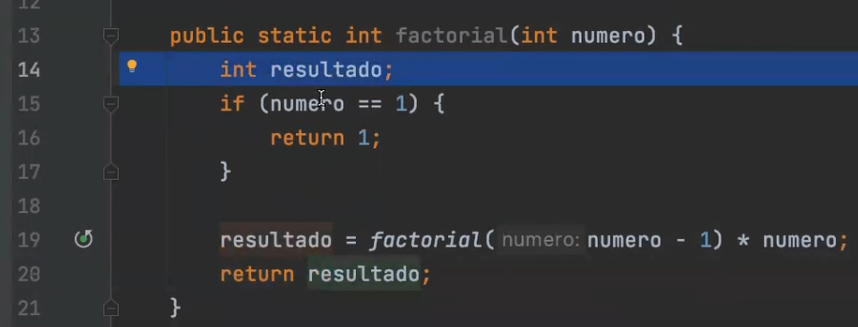 12
13 public static int factorial(int numero) {
14 int resultado;
15 if (numero == 1) {
16 return 1;
17 }
18
19 resultado = factorial( numero: numero - 1) * numero;
20 return resultado;
21 }